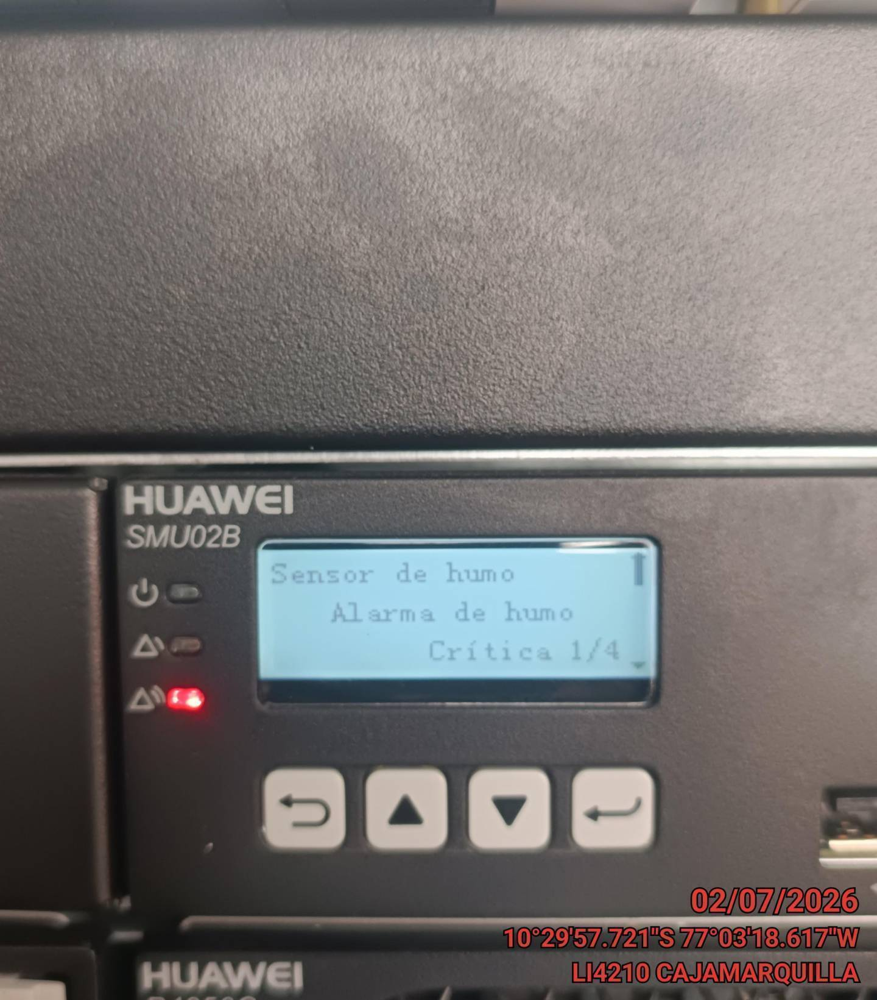 HUAWEI
SMU02B
Sensor de humo
Alarma de humo
Crítica 1/4
02/07/2026
10°29'57.721"S 77°03'18.617"W
LI4210 CAJAMARQUILLA
HUAWEI